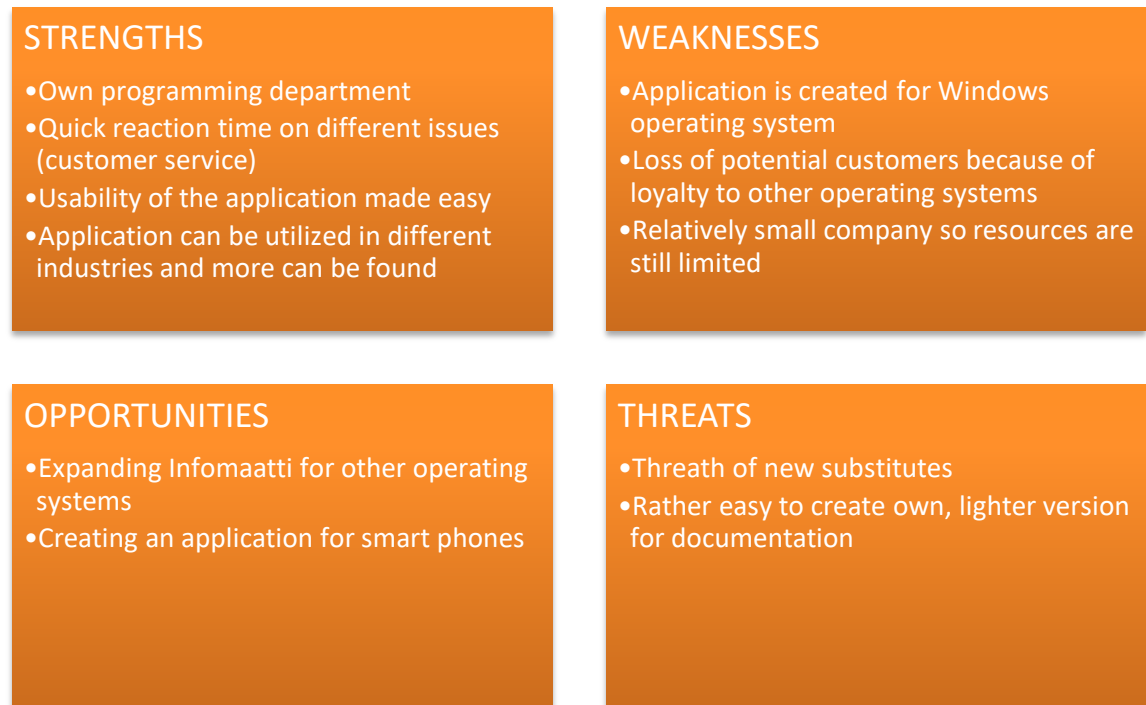 STRENGTHS
•Own programming department
•Quick reaction time on different issues
(customer service)
•Usability of the application made easy
•Application can be utilized in different
industries and more can be found
WEAKNESSES
•Application is created for Windows
operating system
•Loss of potential customers because of
loyalty to other operating systems
•Relatively small company so resources are
still limited
OPPORTUNITIES
•Expanding Infomaatti for other operating
systems
•Creating an application for smart phones
THREATS
•Threath of new substitutes
•Rather easy to create own, lighter version
for documentation